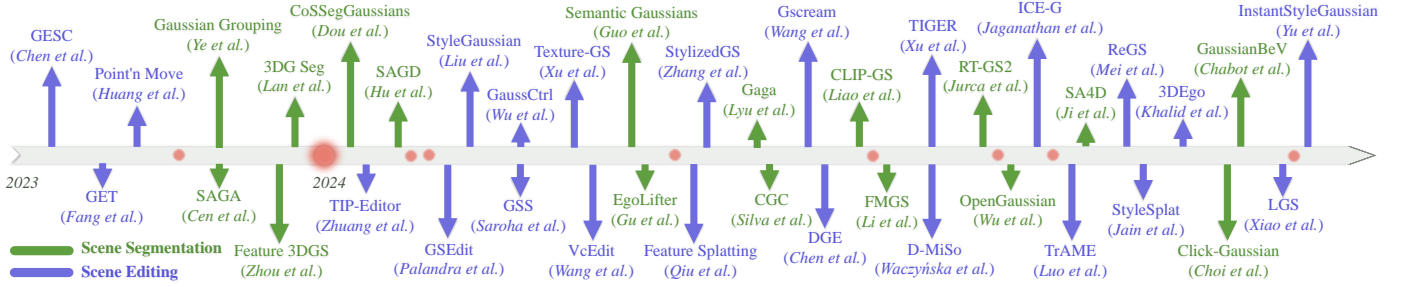 GESC
(Chen et al.)
Point'n Move
(Huang et al.)
Gaussian Grouping
(Ye et al.)
3DG Seg
(Lan et al.)
CoSSegGaussians
(Dou et al.)
SAGD
(Hu et al.)
StyleGaussian
(Liu et al.)
GaussCtrl
(Wu et al.)
Texture-GS
(Xu et al.)
Semantic Gaussians
(Guo et al.)
StylizedGS
(Zhang et al.)
Gaga
(Lyu et al.)
Gscream
(Wang et al.)
CLIP-GS
(Liao et al.)
TIGER
(Xu et al.)
RT-GS2
(Jurca et al.)
ICE-G
(Jaganathan et al.)
SA4D
(Ji et al.)
ReGS
(Mei et al.)
3DEgo
(Khalid et al.)
GaussianBeV
(Chabot et al.)
InstantStyleGaussian
(Yu et al.)
2023
2024
GET
(Fang et al.)
SAGA
(Cen et al.)
Feature 3DGS
(Zhou et al.)
TIP-Editor
(Zhuang et al.)
GSEdit
(Palandra et al.)
GSS
(Saroha et al.)
VcEdit
(Wang et al.)
EgoLifter
(Gu et al.)
Feature Splatting
(Qiu et al.)
CGC
(Silva et al.)
DGE
(Chen et al.)
FMGS
(Li et al.)
D-MiSo
(Waczyńska et al.)
OpenGaussian
(Wu et al.)
TrAME
(Luo et al.)
StyleSplat
(Jain et al.)
Click-Gaussian
(Choi et al.)
LGS
(Xiao et al.)
Scene Segmentation
Scene Editing